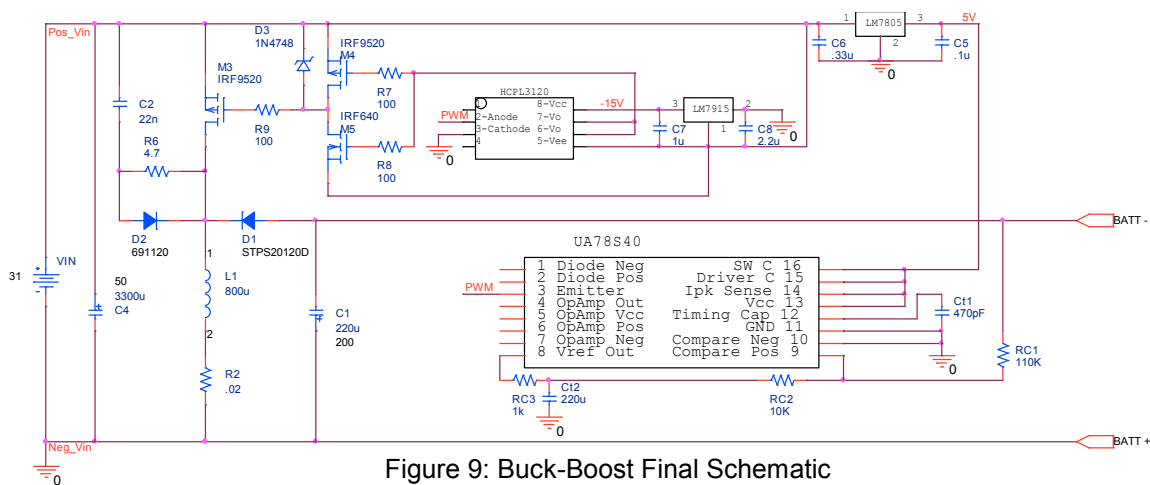 Pos_Vin
D3
1N4748
IRF9520
M4
M3
IRF9520
R7
100
C2
22n
R9
100
IRF640
M5
R8
100
R6
4.7
HCPL3120
1
2-Anode
3-Cathode
4
8-Vcc
7-Vo
6-Vo
5-Vee
PWM
0
-15V
3
LM7915
2
1
C7
1u
C8
2.2u
0
1
LM7805
3
2
5V
C6
.33u
C5
.1u
0
D2
691120
D1
STPS20120D
BATT -
31
VIN
50
3300u
C4
1
L1
800u
2
C1
220u
200
R2
.02
UA78S40
1 Diode Neg
2 Diode Pos
3 Emitter
4 OpAmp Out
5 OpAmp Vcc
6 OpAmp Pos
7 Opamp Neg
8 Vref Out
SW C 16
Driver C 15
Ipk Sense 14
Vcc 13
Timing Cap 12
GND 11
Compare Neg 10
Compare Pos 9
PWM
Ct1
470pF
0
RC1
110K
RC3
1k
Ct2
220u
0
RC2
10K
Neg_Vin
0
BATT +
Figure 9: Buck-Boost Final Schematic